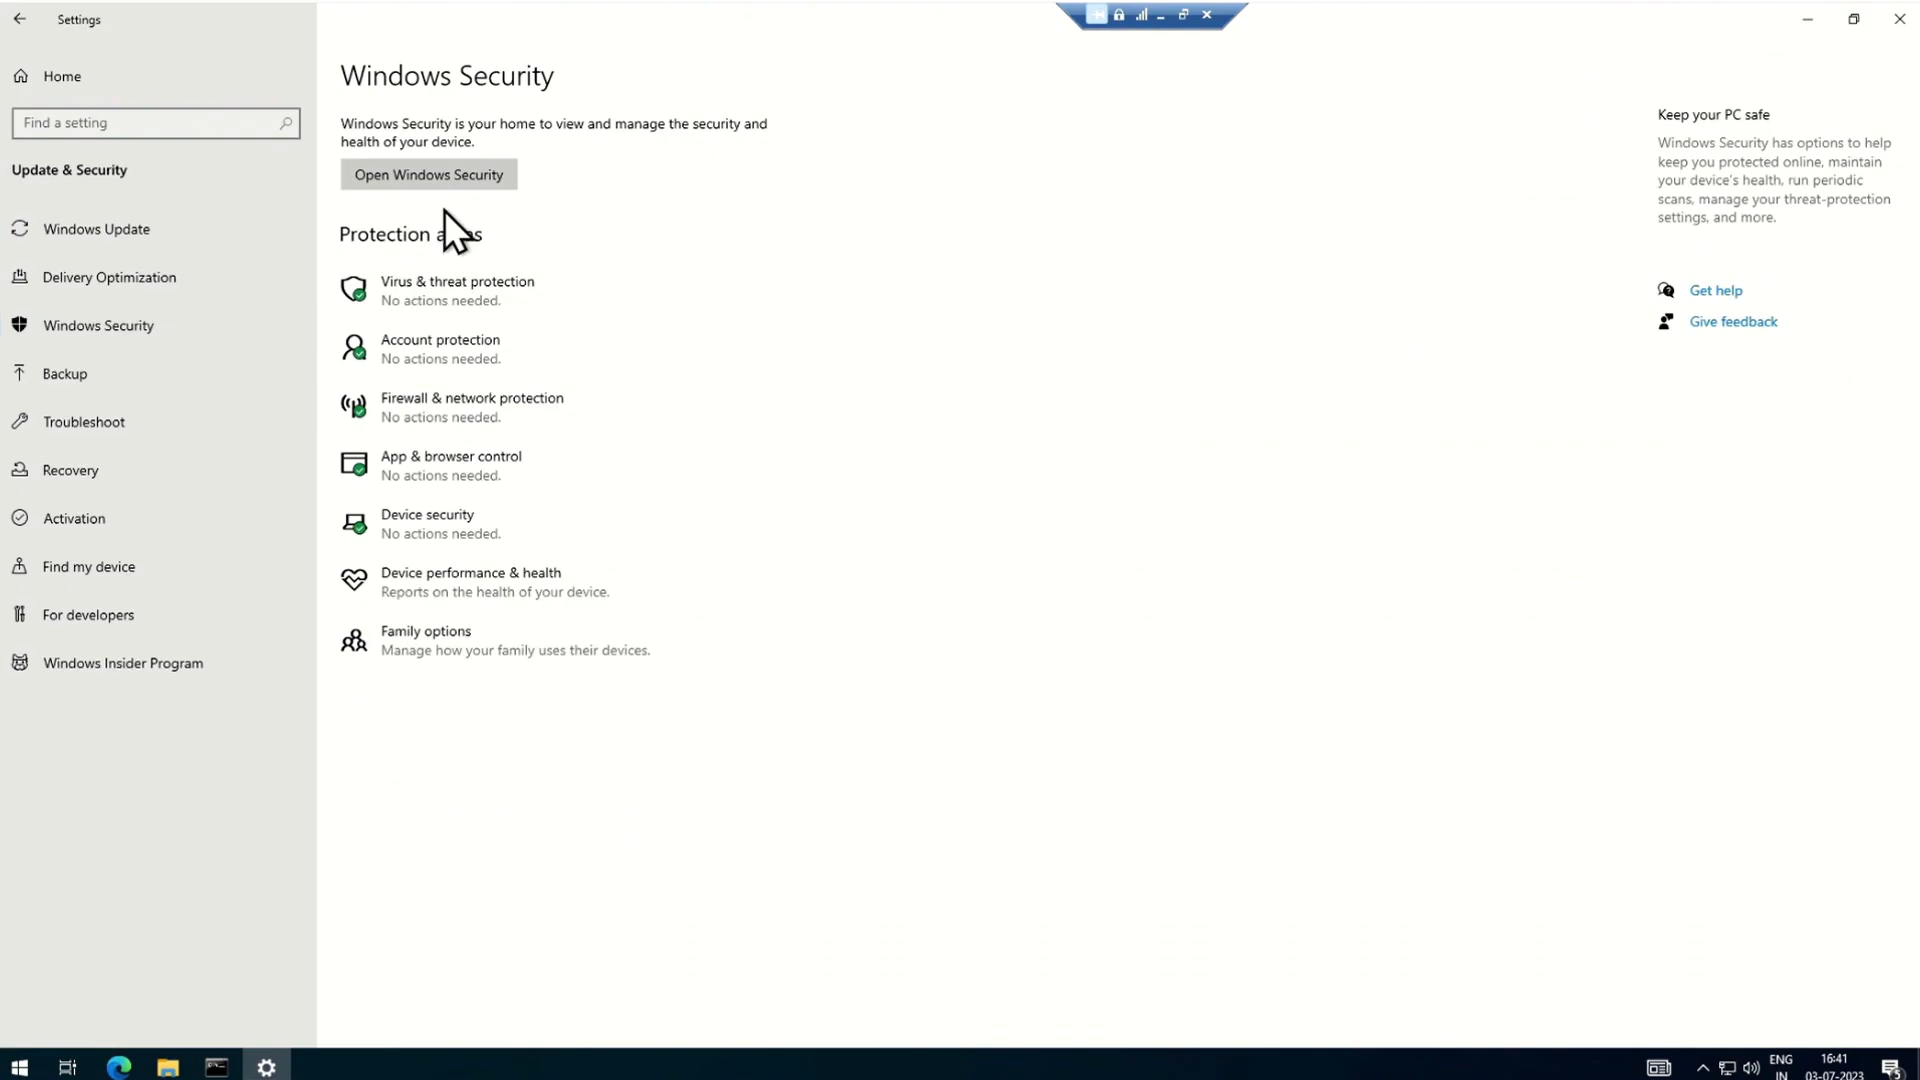 Settings
Home
Find a setting
Update & Security
Windows Update
Delivery Optimization
Windows Security
Backup
Troubleshoot
Recovery
Activation
Find my device
For developers
Windows Insider Program
Windows Security
Windows Security is your home to view and manage the security and
health of your device.
Open Windows Security
Protection
Virus & threat protection
No actions needed.
Account protection
No actions needed.
Firewall & network protection
No actions needed.
App & browser control
No actions needed.
Device security
No actions needed.
Device performance & health
Reports on the health of your device.
Family options
Manage how your family uses their devices.
Keep your PC safe
Windows Security has options to help
keep you protected online, maintain
your device's health, run periodic
scans, manage your threat-protection
settings, and more.
Get help
Give feedback
ENG
IN
16:41
03-07-2023
5